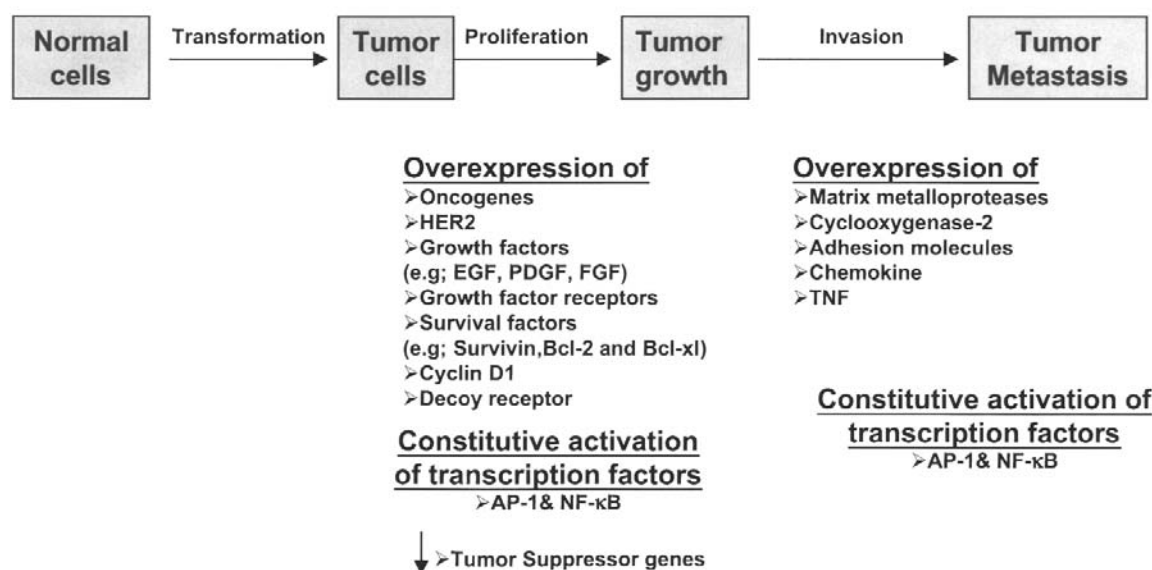 Normal
cells
Transformation
Tumor
cells
Proliferation
Tumor
growth
Invasion
Tumor
Metastasis
Overexpression of
➢Oncogenes
➢HER2
➢Growth factors
(e.g; EGF, PDGF, FGF)
➢Growth factor receptors
➢Survival factors
(e.g; Survivin,Bcl-2 and Bcl-xl)
➢Cyclin D1
➢Decoy receptor
Constitutive activation
of transcription factors
➢AP-1& NF-κB
➢Tumor Suppressor genes
Overexpression of
➢Matrix metalloproteases
➢Cyclooxygenase-2
➢Adhesion molecules
➢Chemokine
➢TNF
Constitutive activation of
transcription factors
➢AP-1& NF-κB